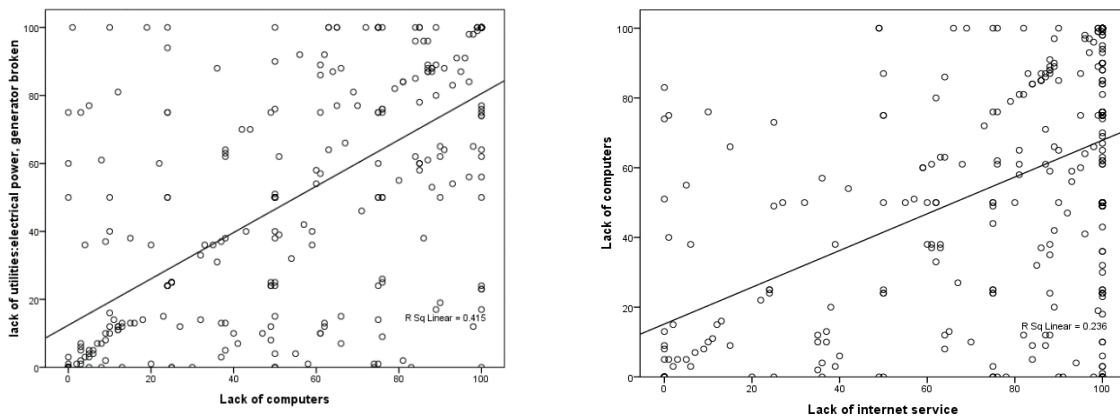 lack of utilities:electrical power, generator broken
100
80
60
40
20
0
R Sq Linear = 0.415
0 20 40 60 80 100
Lack of computers
Lack of computers
100
80
60
40
20
0
R Sq Linear = 0.236
0 20 40 60 80 100
Lack of internet service